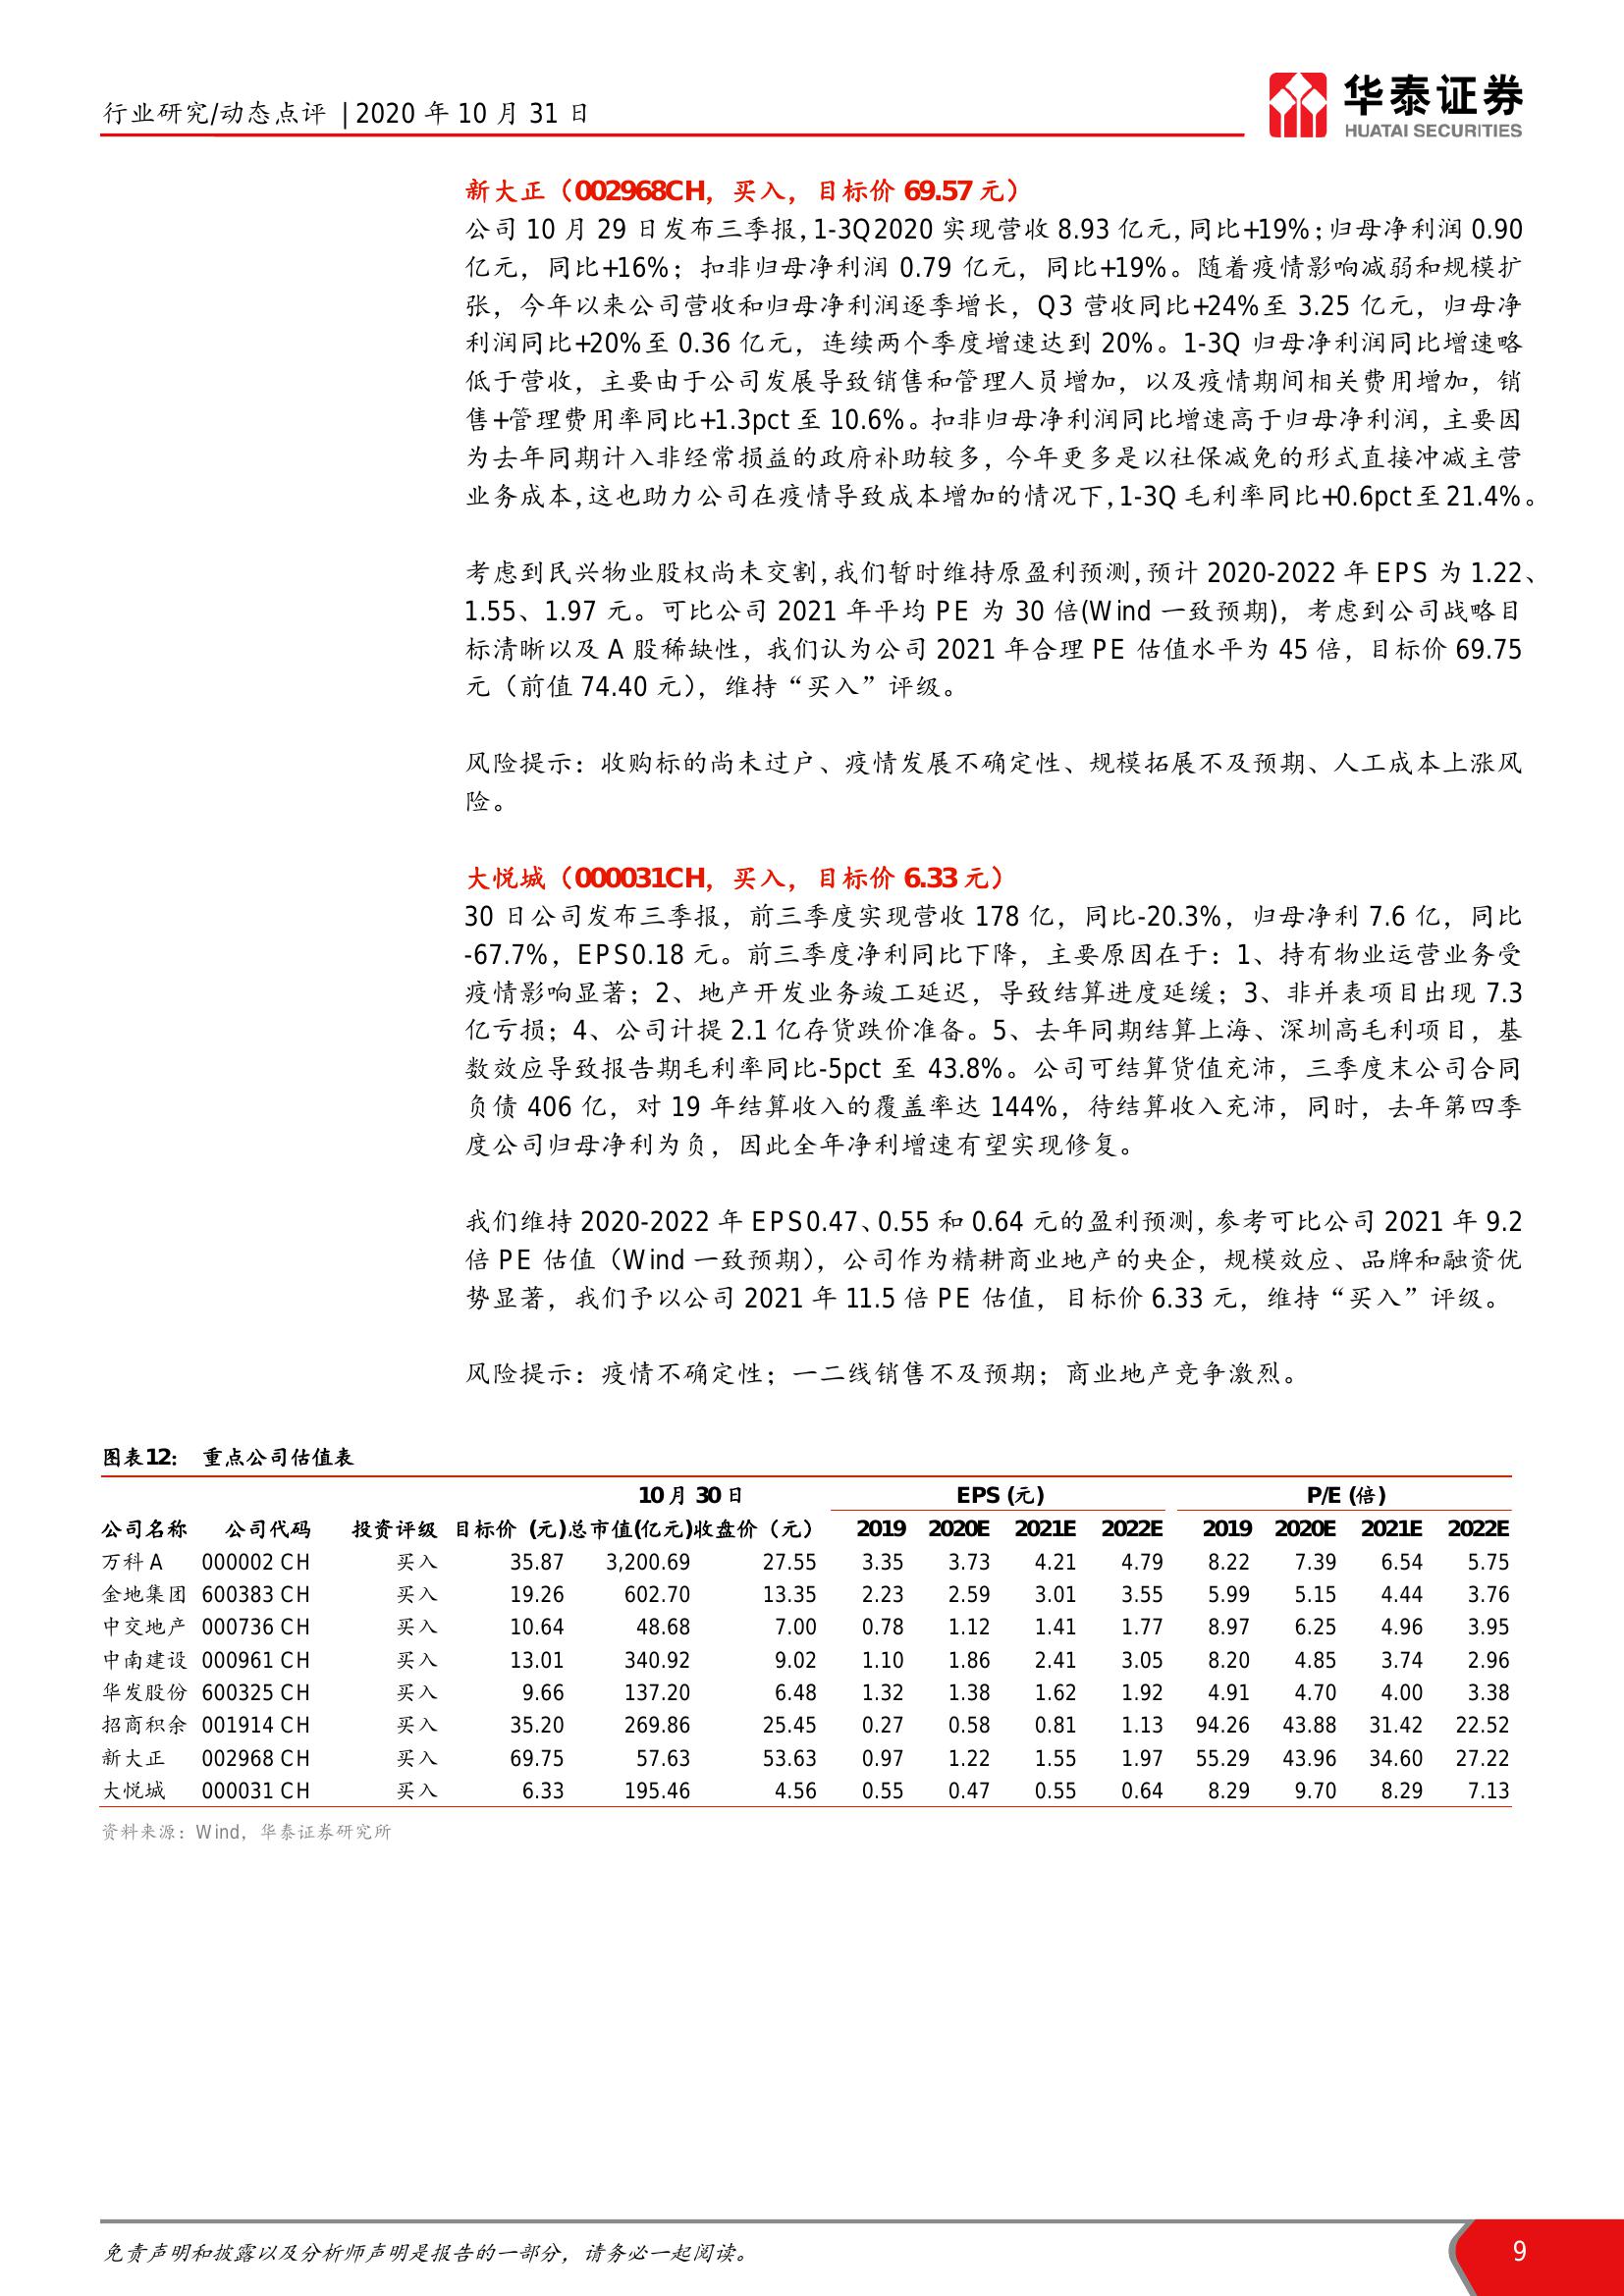 行业研究/动态点评 | 2020 年 10 月 31 日
华泰证券
HUATAI SECURITIES
新大正（002968CH，买入，目标价 69.57 元）
公司 10 月 29 日发布三季报，1-3Q2020 实现营收 8.93 亿元，同比+19%；归母净利润 0.90
亿元，同比+16%；扣非归母净利润 0.79 亿元，同比+19%。随着疫情影响减弱和规模扩
张，今年以来公司营收和归母净利润逐季增长，Q3 营收同比+24%至 3.25 亿元，归母净
利润同比+20%至 0.36 亿元，连续两个季度增速达到 20%。1-3Q 归母净利润同比增速略
低于营收，主要由于公司发展导致销售和管理人员增加，以及疫情期间相关费用增加，销
售+管理费用率同比+1.3pct 至 10.6%。扣非归母净利润同比增速高于归母净利润，主要因
为去年同期计入非经常损益的政府补助较多，今年更多是以社保减免的形式直接冲减主营
业务成本，这也助力公司在疫情导致成本增加的情况下，1-3Q 毛利率同比+0.6pct 至 21.4%。
考虑到民兴物业股权尚未交割，我们暂时维持原盈利预测，预计 2020-2022 年 EPS 为 1.22、
1.55、1.97 元。可比公司 2021 年平均 PE 为 30 倍(Wind 一致预期)，考虑到公司战略目
标清晰以及 A 股稀缺性，我们认为公司 2021 年合理 PE 估值水平为 45 倍，目标价 69.75
元（前值 74.40 元），维持“买入”评级。
风险提示：收购标的尚未过户、疫情发展不确定性、规模拓展不及预期、人工成本上涨风
险。
大悦城（000031CH，买入，目标价 6.33 元）
30 日公司发布三季报，前三季度实现营收 178 亿，同比-20.3%，归母净利 7.6 亿，同比
-67.7%，EPS0.18 元。前三季度净利同比下降，主要原因在于：1、持有物业运营业务受
疫情影响显著；2、地产开发业务竣工延迟，导致结算进度延缓；3、非并表项目出现 7.3
亿亏损；4、公司计提 2.1 亿存货跌价准备。5、去年同期结算上海、深圳高毛利项目，基
数效应导致报告期毛利率同比-5pct 至 43.8%。公司可结算货值充沛，三季度末公司合同
负债 406 亿，对 19 年结算收入的覆盖率达 144%，待结算收入充沛，同时，去年第四季
度公司归母净利为负，因此全年净利增速有望实现修复。
我们维持 2020-2022 年 EPS0.47、0.55 和 0.64 元的盈利预测，参考可比公司 2021 年 9.2
倍 PE 估值（Wind 一致预期），公司作为精耕商业地产的央企，规模效应、品牌和融资优
势显著，我们予以公司 2021 年 11.5 倍 PE 估值，目标价 6.33 元，维持“买入”评级。
风险提示：疫情不确定性；一二线销售不及预期；商业地产竞争激烈。
图表12： 重点公司估值表
10 月 30 日 EPS (元) P/E (倍)
公司名称 公司代码 投资评级 目标价 (元) 总市值(亿元) 收盘价（元） 2019 2020E 2021E 2022E 2019 2020E 2021E 2022E
万科 A 000002 CH 买入 35.87 3,200.69 27.55 3.35 3.73 4.21 4.79 8.22 7.39 6.54 5.75
金地集团 600383 CH 买入 19.26 602.70 13.35 2.23 2.59 3.01 3.55 5.99 5.15 4.44 3.76
中交地产 000736 CH 买入 10.64 48.68 7.00 0.78 1.12 1.41 1.77 8.97 6.25 4.96 3.95
中南建设 000961 CH 买入 13.01 340.92 9.02 1.10 1.86 2.41 3.05 8.20 4.85 3.74 2.96
华发股份 600325 CH 买入 9.66 137.20 6.48 1.32 1.38 1.62 1.92 4.91 4.70 4.00 3.38
招商积余 001914 CH 买入 35.20 269.86 25.45 0.27 0.58 0.81 1.13 94.26 43.88 31.42 22.52
新大正 002968 CH 买入 69.75 57.63 53.63 0.97 1.22 1.55 1.97 55.29 43.96 34.60 27.22
大悦城 000031 CH 买入 6.33 195.46 4.56 0.55 0.47 0.55 0.64 8.29 9.70 8.29 7.13
资料来源：Wind，华泰证券研究所
免责声明和披露以及分析师声明是报告的一部分，请务必一起阅读。
9